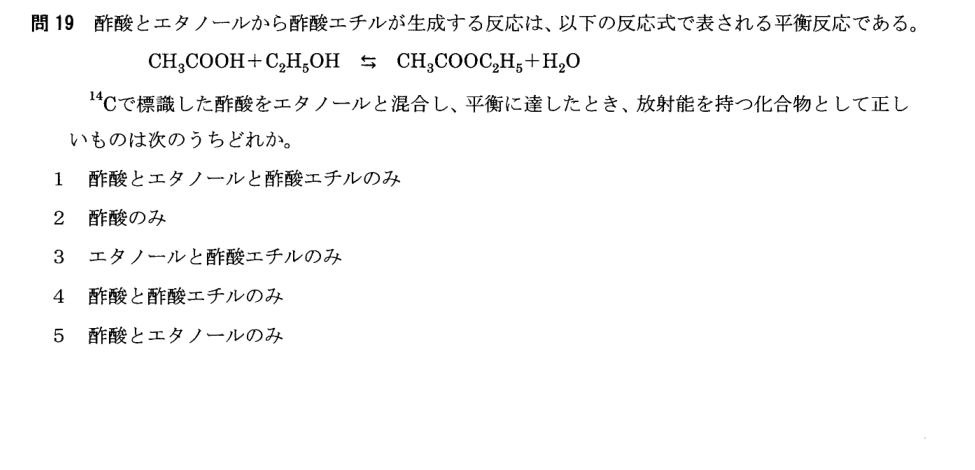 問19 酢酸とエタノールから酢酸エチルが生成する反応は、以下の反応式で表される平衡反応である。
CH₃COOH+C₂H₅OH ⇆ CH₃COOC₂H₅+H₂O
¹⁴Cで標識した酢酸をエタノールと混合し、平衡に達したとき、放射能を持つ化合物として正し
いものは次のうちどれか。
1 酢酸とエタノールと酢酸エチルのみ
2 酢酸のみ
3 エタノールと酢酸エチルのみ
4 酢酸と酢酸エチルのみ
5 酢酸とエタノールのみ